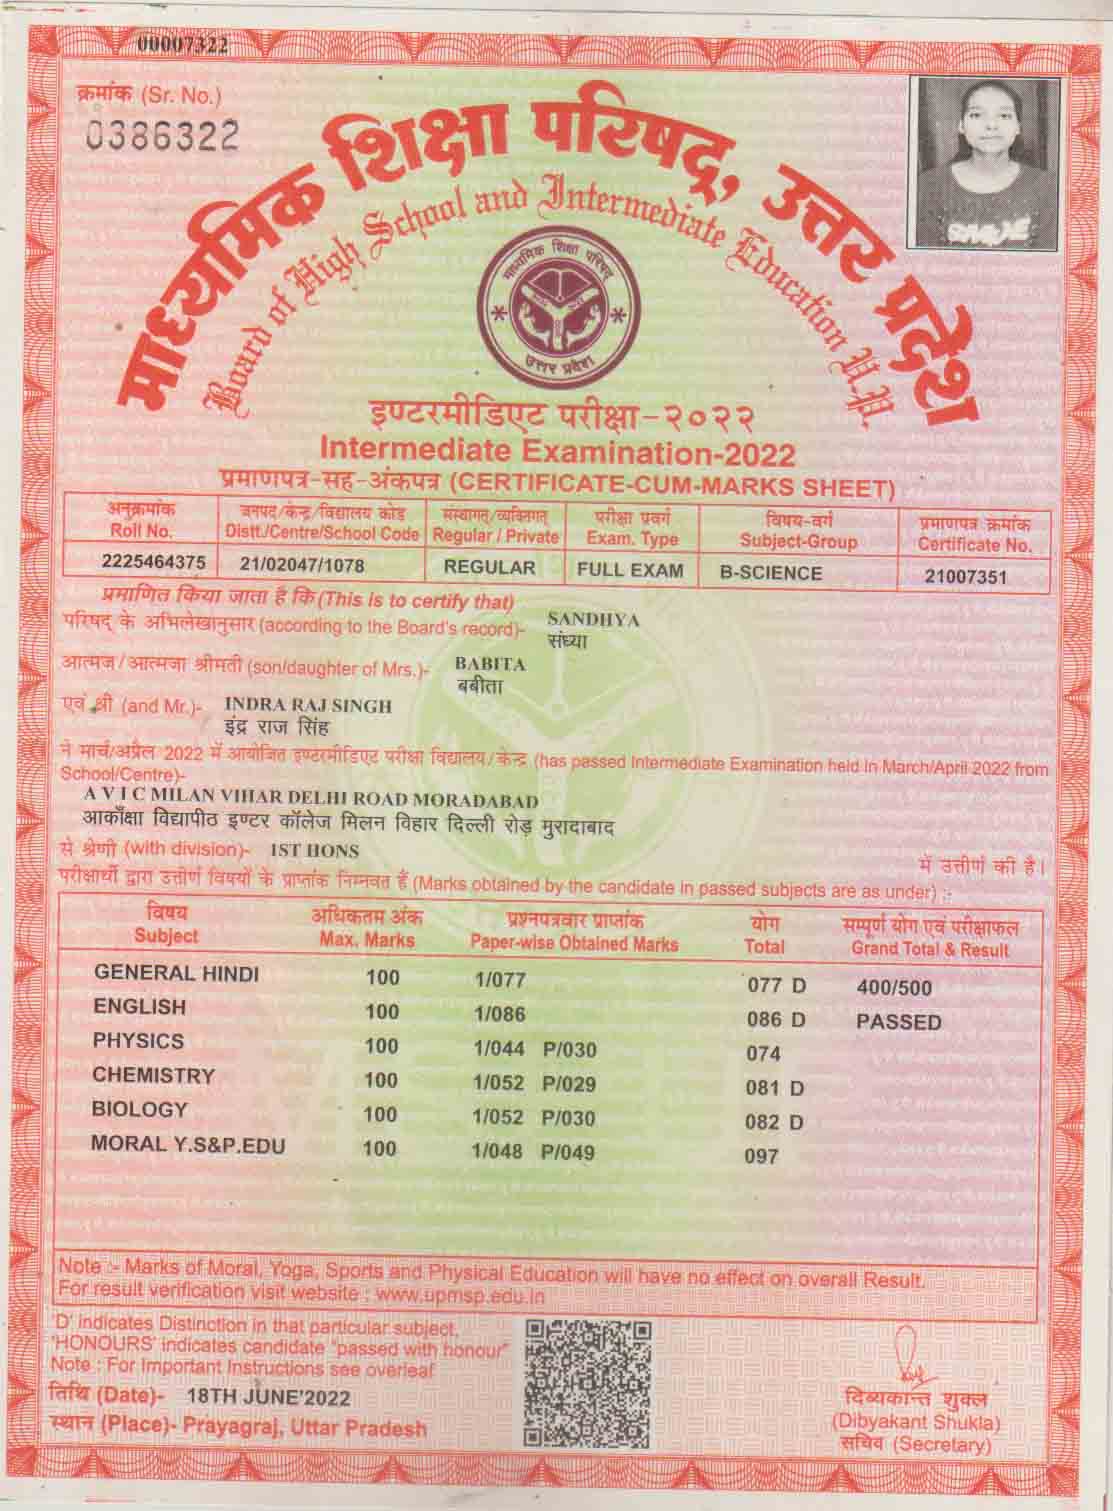 00007322
क्रमांक (Sr. No.)
0386322
माध्यमिक शिक्षा परिषद्, उत्तर प्रदेश
Board of High School and Intermediate Education U.P.
माध्यमिक शिक्षा परिषद्
उत्तर प्रदेश
इण्टरमीडिएट परीक्षा-२०२२
Intermediate Examination-2022
प्रमाणपत्र-सह-अंकपत्र (CERTIFICATE-CUM-MARKS SHEET)
अनुक्रमांक जनपद/केन्द्र/विद्यालय कोड संस्थागत/व्यक्तिगत परीक्षा प्रवर्ग विषय-वर्ग प्रमाणपत्र क्रमांक
Roll No. Distt./Centre/School Code Regular / Private Exam. Type Subject-Group Certificate No.
2225464375 21/02047/1078 REGULAR FULL EXAM B-SCIENCE 21007351
प्रमाणित किया जाता है कि (This is to certify that)
परिषद् के अभिलेखानुसार (according to the Board's record)- SANDHYA
संध्या
आत्मज/आत्मजा श्रीमती (son/daughter of Mrs.)- BABITA
बबीता
एवं श्री (and Mr.)- INDRA RAJ SINGH
इंद्र राज सिंह
ने मार्च/अप्रैल 2022 में आयोजित इण्टरमीडिएट परीक्षा विद्यालय/केन्द्र (has passed Intermediate Examination held in March/April 2022 from
School/Centre)-
A V I C MILAN VIHAR DELHI ROAD MORADABAD
आकाँक्षा विद्यापीठ इण्टर कॉलेज मिलन विहार दिल्ली रोड़ मुरादाबाद
से श्रेणी (with division)- IST HONS में उत्तीर्ण की है।
परीक्षार्थी द्वारा उत्तीर्ण विषयों के प्राप्तांक निम्नवत हैं (Marks obtained by the candidate in passed subjects are as under) :-
विषय अधिकतम अंक प्रश्नपत्रवार प्राप्तांक योग सम्पूर्ण योग एवं परीक्षाफल
Subject Max. Marks Paper-wise Obtained Marks Total Grand Total & Result
GENERAL HINDI 100 1/077 077 D 400/500
ENGLISH 100 1/086 086 D PASSED
PHYSICS 100 1/044 P/030 074
CHEMISTRY 100 1/052 P/029 081 D
BIOLOGY 100 1/052 P/030 082 D
MORAL Y.S&P.EDU 100 1/048 P/049 097
Note :- Marks of Moral, Yoga, Sports and Physical Education will have no effect on overall Result.
For result verification visit website : www.upmsp.edu.in
'D' indicates Distinction in that particular subject,
'HONOURS' indicates candidate "passed with honour"
Note : For Important Instructions see overleaf
तिथि (Date)- 18TH JUNE'2022
स्थान (Place)- Prayagraj, Uttar Pradesh
दिब्यकान्त शुक्ल
(Dibyakant Shukla)
सचिव (Secretary)